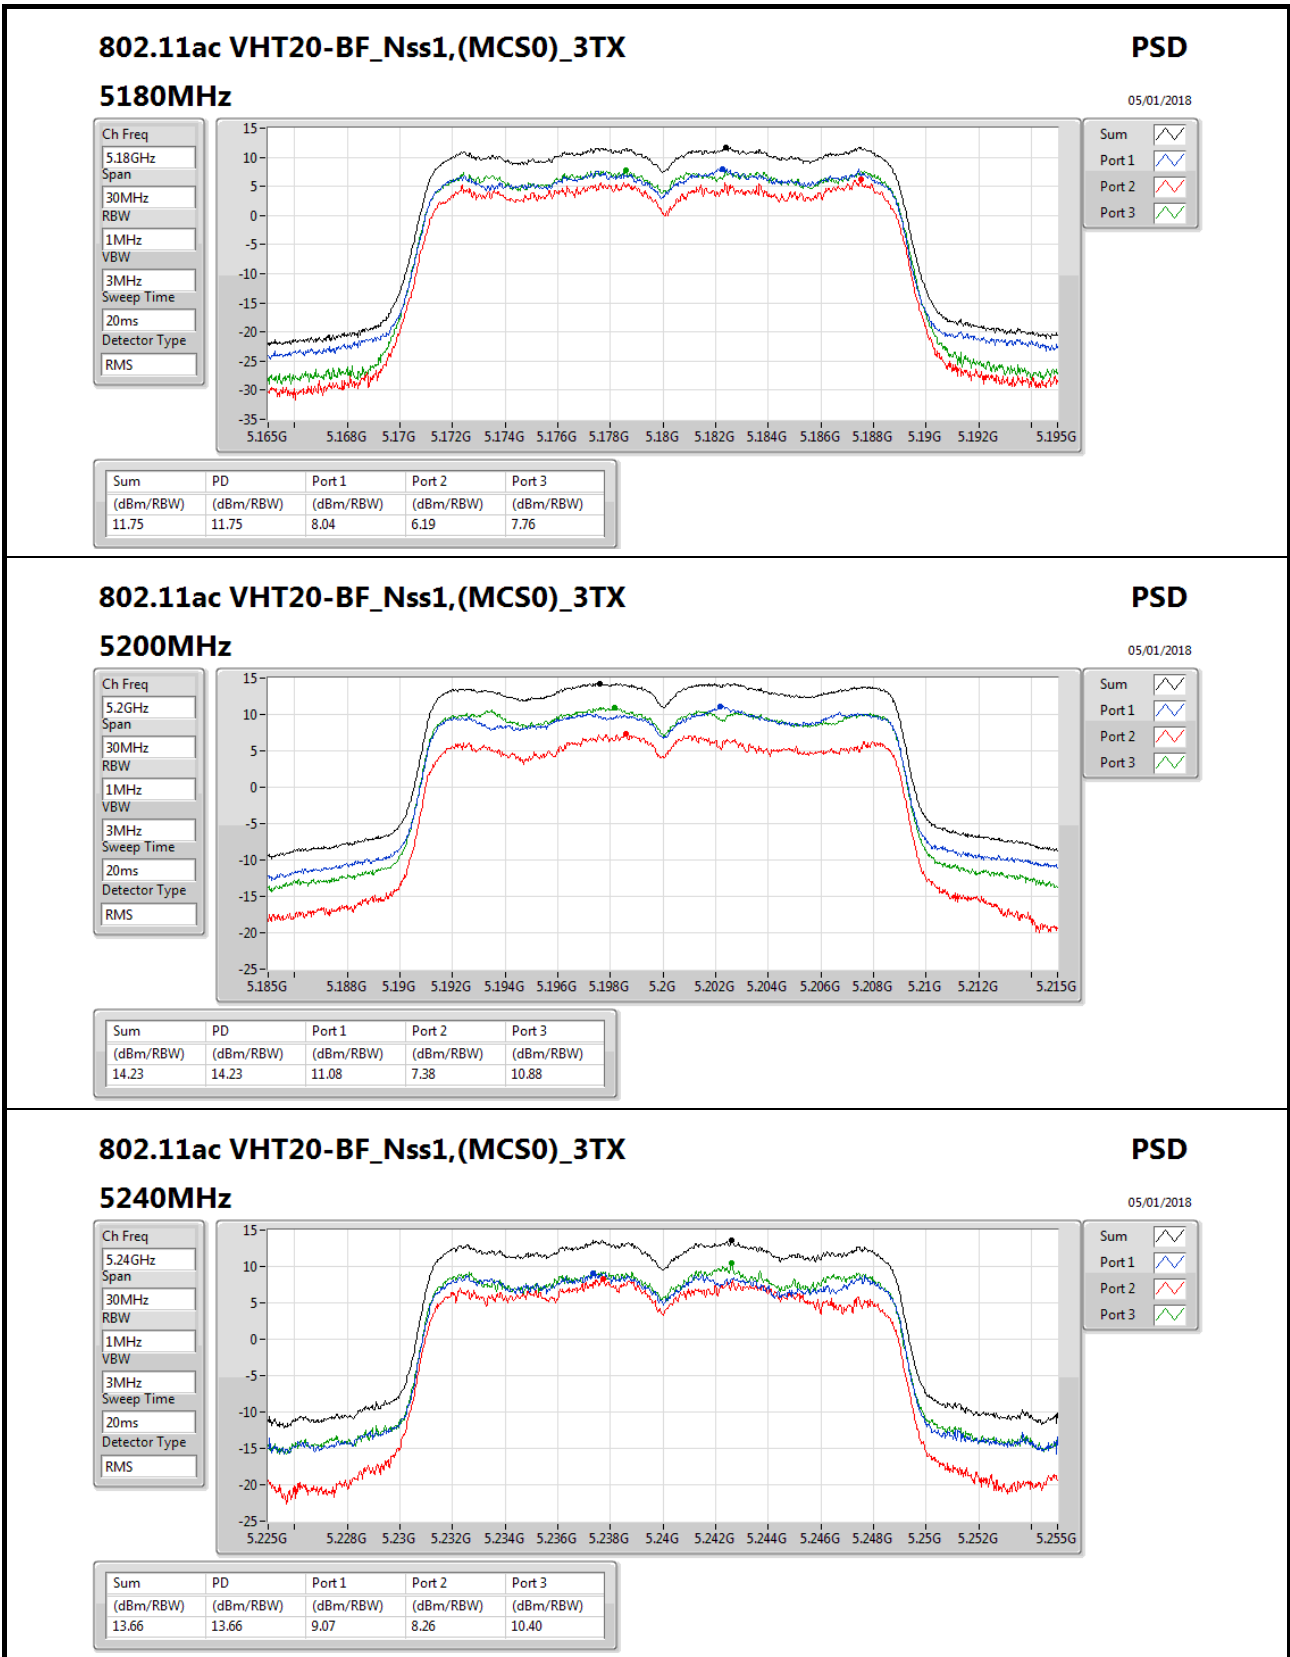 802.11ac VHT20-BF_Nss1,(MCS0)_3TX PSD
5180MHz 05/01/2018
Ch Freq
5.18GHz
Span
30MHz
RBW
1MHz
VBW
3MHz
Sweep Time
20ms
Detector Type
RMS
15
10
5
0
-5
-10
-15
-20
-25
-30
-35
5.165G 5.168G 5.17G 5.172G 5.174G 5.176G 5.178G 5.18G 5.182G 5.184G 5.186G 5.188G 5.19G 5.192G 5.195G
Sum
Port 1
Port 2
Port 3
Sum PD Port 1 Port 2 Port 3
(dBm/RBW) (dBm/RBW) (dBm/RBW) (dBm/RBW) (dBm/RBW)
11.75 11.75 8.04 6.19 7.76
802.11ac VHT20-BF_Nss1,(MCS0)_3TX PSD
5200MHz 05/01/2018
Ch Freq
5.2GHz
Span
30MHz
RBW
1MHz
VBW
3MHz
Sweep Time
20ms
Detector Type
RMS
15
10
5
0
-5
-10
-15
-20
-25
5.185G 5.188G 5.19G 5.192G 5.194G 5.196G 5.198G 5.2G 5.202G 5.204G 5.206G 5.208G 5.21G 5.212G 5.215G
Sum
Port 1
Port 2
Port 3
Sum PD Port 1 Port 2 Port 3
(dBm/RBW) (dBm/RBW) (dBm/RBW) (dBm/RBW) (dBm/RBW)
14.23 14.23 11.08 7.38 10.88
802.11ac VHT20-BF_Nss1,(MCS0)_3TX PSD
5240MHz 05/01/2018
Ch Freq
5.24GHz
Span
30MHz
RBW
1MHz
VBW
3MHz
Sweep Time
20ms
Detector Type
RMS
15
10
5
0
-5
-10
-15
-20
-25
5.225G 5.228G 5.23G 5.232G 5.234G 5.236G 5.238G 5.24G 5.242G 5.244G 5.246G 5.248G 5.25G 5.252G 5.255G
Sum
Port 1
Port 2
Port 3
Sum PD Port 1 Port 2 Port 3
(dBm/RBW) (dBm/RBW) (dBm/RBW) (dBm/RBW) (dBm/RBW)
13.66 13.66 9.07 8.26 10.40